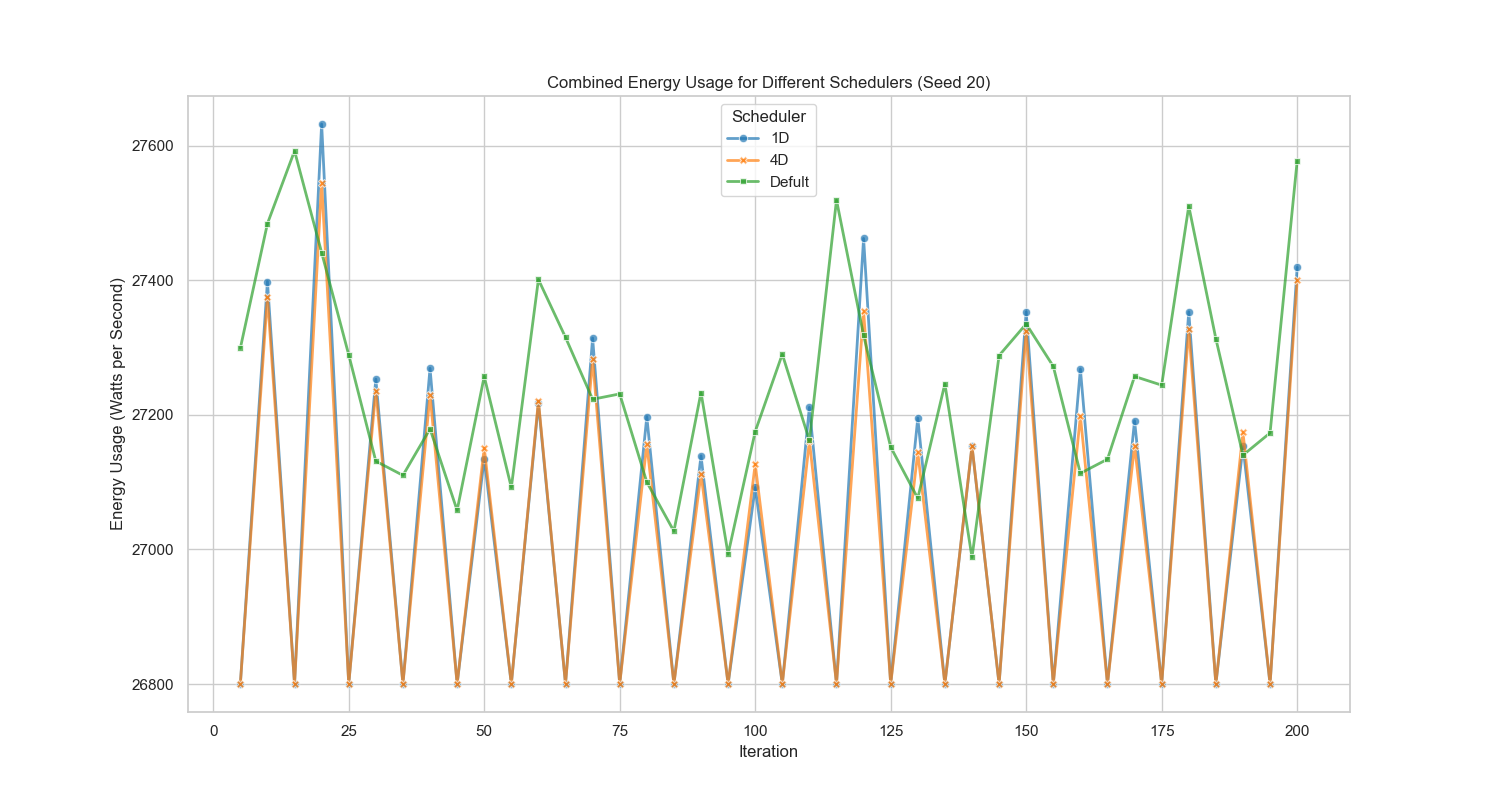 Combined Energy Usage for Different Schedulers (Seed 20)
Scheduler
1D
4D
Defult
Energy Usage (Watts per Second)
27600
27400
27200
27000
26800
0 25 50 75 100 125 150 175 200
Iteration